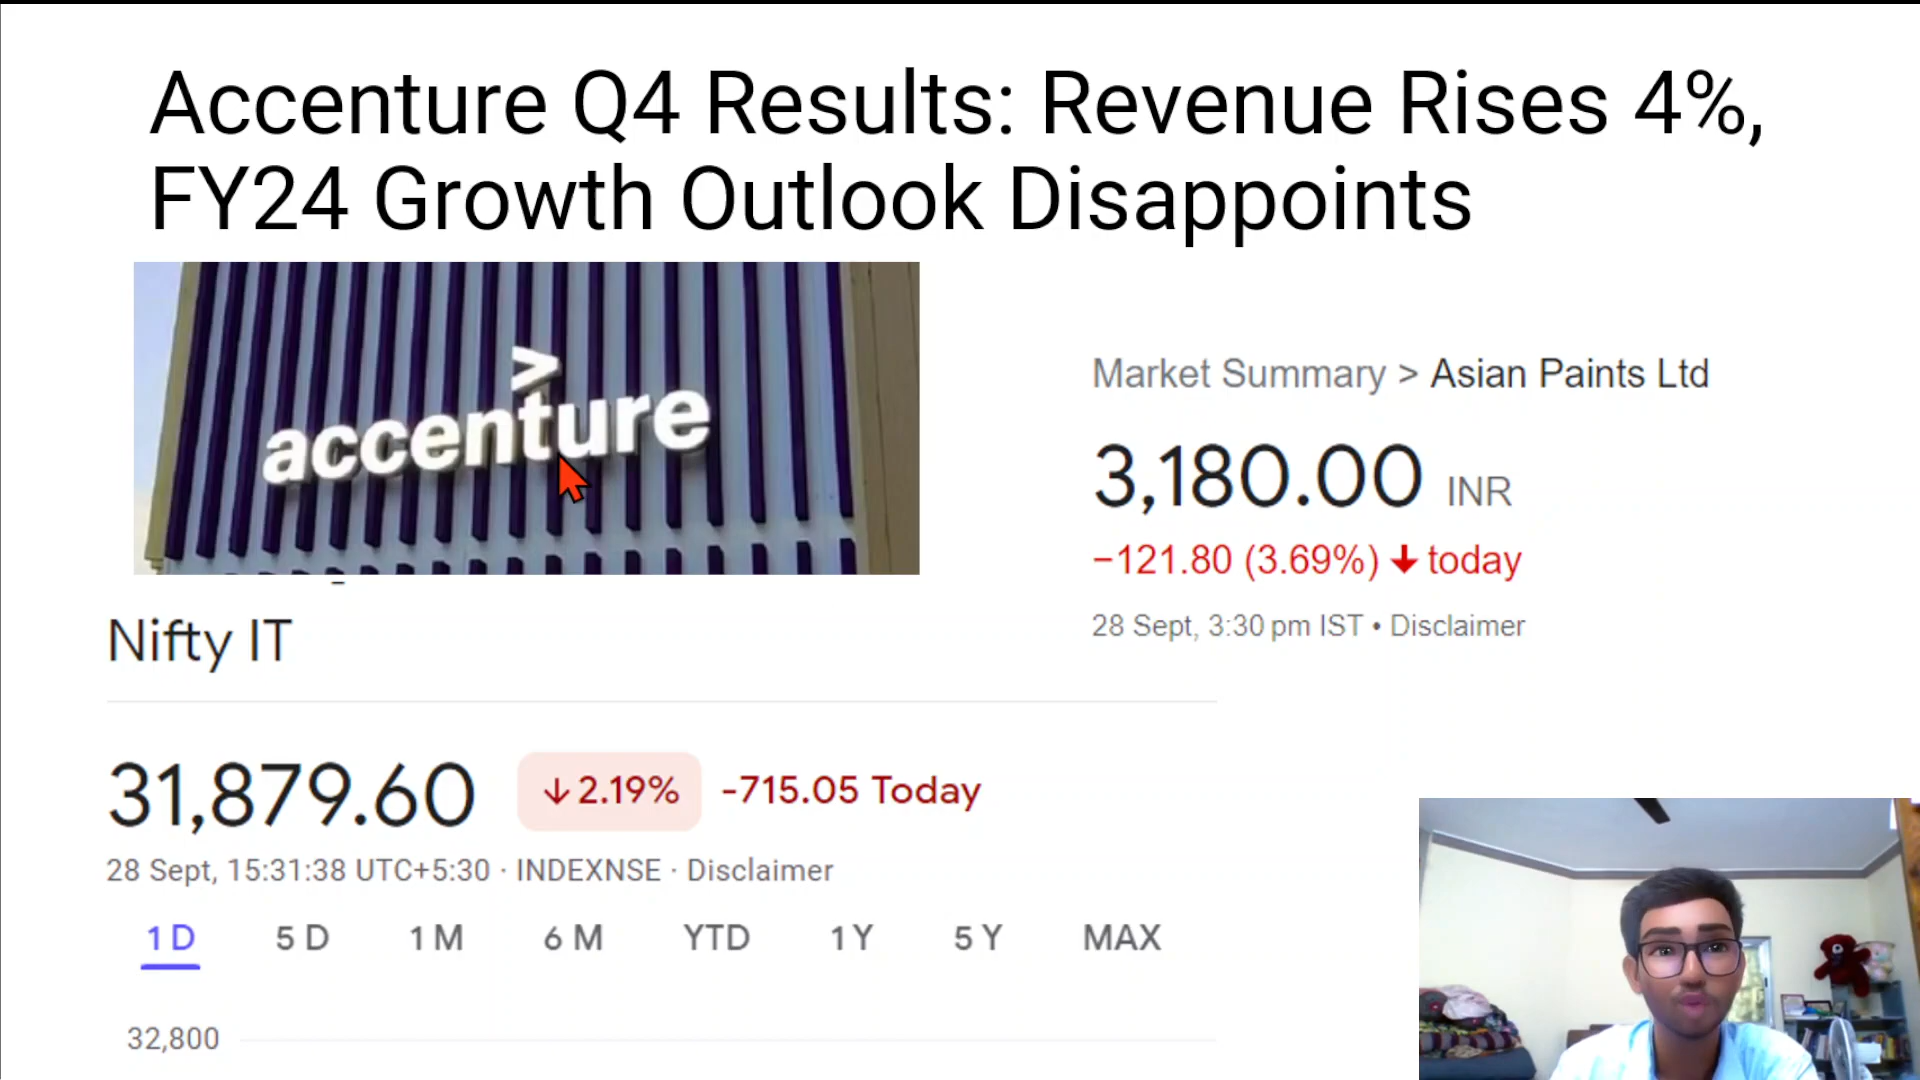 Accenture Q4 Results: Revenue Rises 4%,
FY24 Growth Outlook Disappoints
>
accenture
Market Summary > Asian Paints Ltd
3,180.00 INR
−121.80 (3.69%) ↓ today
28 Sept, 3:30 pm IST • Disclaimer
Nifty IT
31,879.60 ↓ 2.19% -715.05 Today
28 Sept, 15:31:38 UTC+5:30 · INDEXNSE · Disclaimer
1 D 5 D 1 M 6 M YTD 1 Y 5 Y MAX
32,800